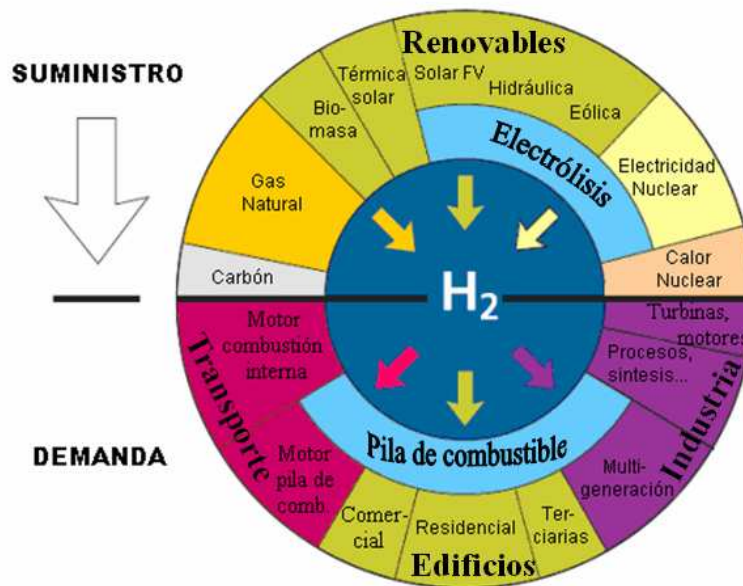 SUMINISTRO
Renovables
Solar FV
Hidráulica
Eólica
Térmica
solar
Bio-
masa
Gas
Natural
Carbón
Electrólisis
Electricidad
Nuclear
Calor
Nuclear
H2
DEMANDA
Transporte
Motor
combustión
interna
Motor
pila de
comb.
Pila de combustible
Comer-
cial
Residencial
Ter-
ciarias
Edificios
Industria
Turbinas,
motores
Procesos,
síntesis...
Multi-
generación